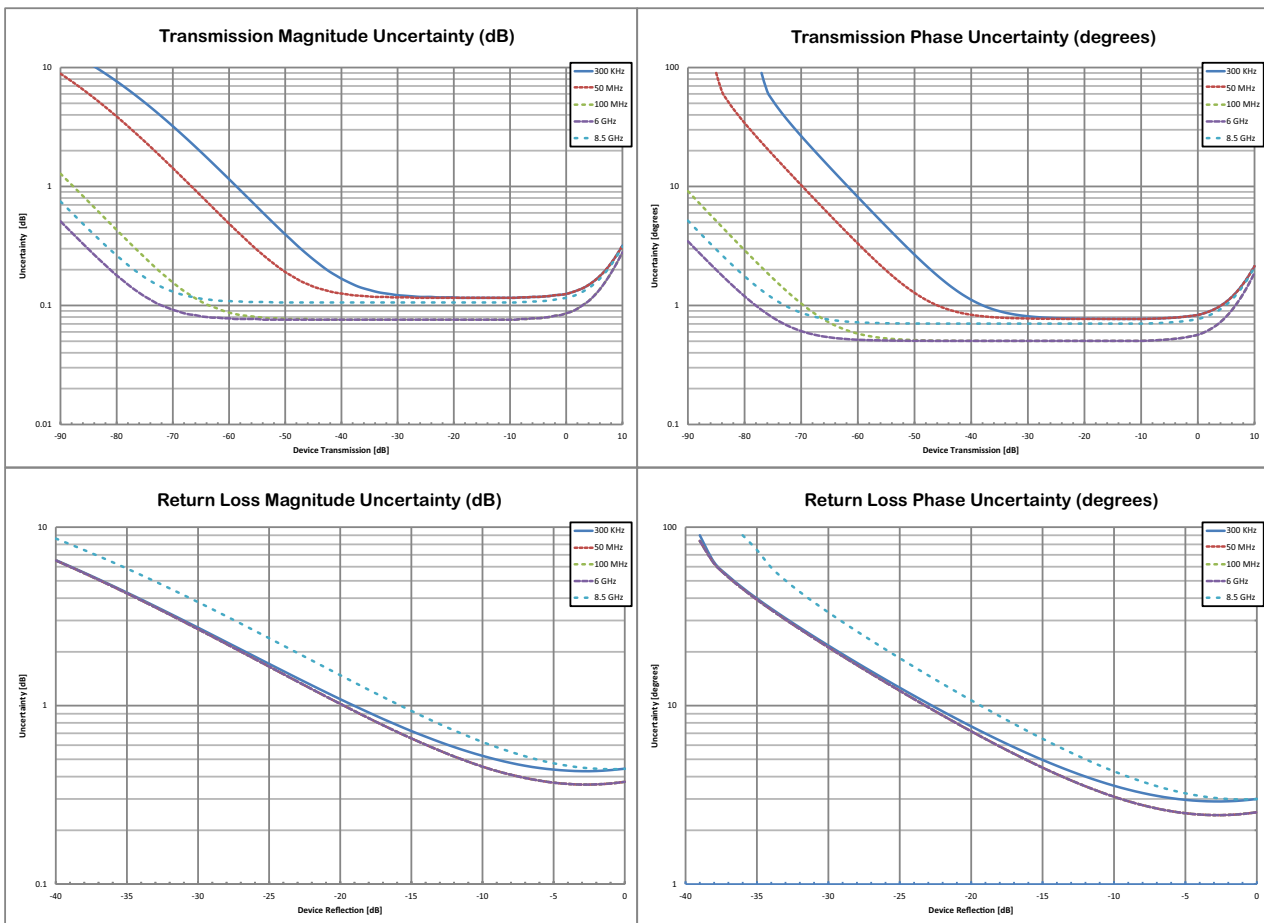 Transmission Magnitude Uncertainty (dB)
10
1
0.1
0.01
Uncertainty [dB]
-90 -80 -70 -60 -50 -40 -30 -20 -10 0 10
Device Transmission [dB]
300 KHz
50 MHz
100 MHz
6 GHz
8.5 GHz
Transmission Phase Uncertainty (degrees)
100
10
1
0.1
Uncertainty [degrees]
-90 -80 -70 -60 -50 -40 -30 -20 -10 0 10
Device Transmission [dB]
300 KHz
50 MHz
100 MHz
6 GHz
8.5 GHz
Return Loss Magnitude Uncertainty (dB)
10
1
0.1
Uncertainty [dB]
-40 -35 -30 -25 -20 -15 -10 -5 0
Device Reflection [dB]
300 KHz
50 MHz
100 MHz
6 GHz
8.5 GHz
Return Loss Phase Uncertainty (degrees)
100
10
1
Uncertainty [degrees]
-40 -35 -30 -25 -20 -15 -10 -5 0
Device Reflection [dB]
300 KHz
50 MHz
100 MHz
6 GHz
8.5 GHz